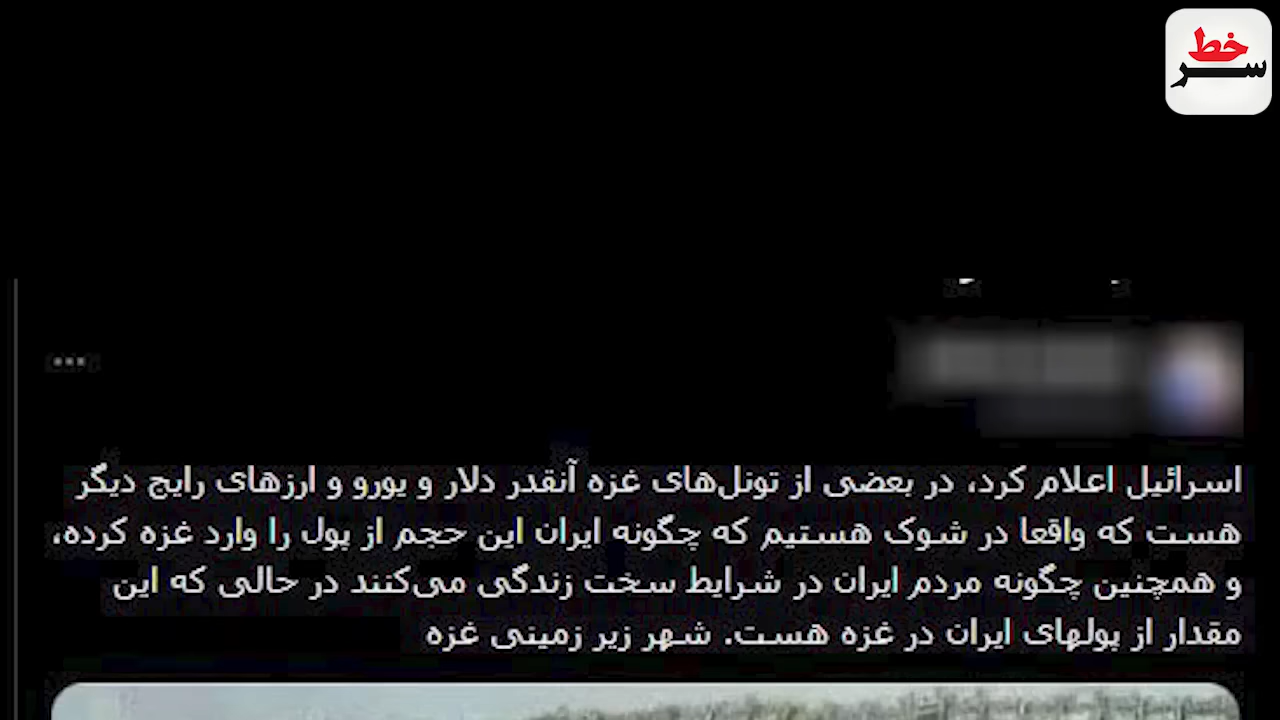 خط
سر
اسرائیل اعلام کرد، در بعضی از تونل‌های غزه آنقدر دلار و یورو و ارزهای رایج دیگر
هست که واقعا در شوک هستیم که چگونه ایران این حجم از پول را وارد غزه کرده،
و همچنین چگونه مردم ایران در شرایط سخت زندگی می‌کنند در حالی که این
مقدار از پولهای ایران در غزه هست. شهر زیر زمینی غزه